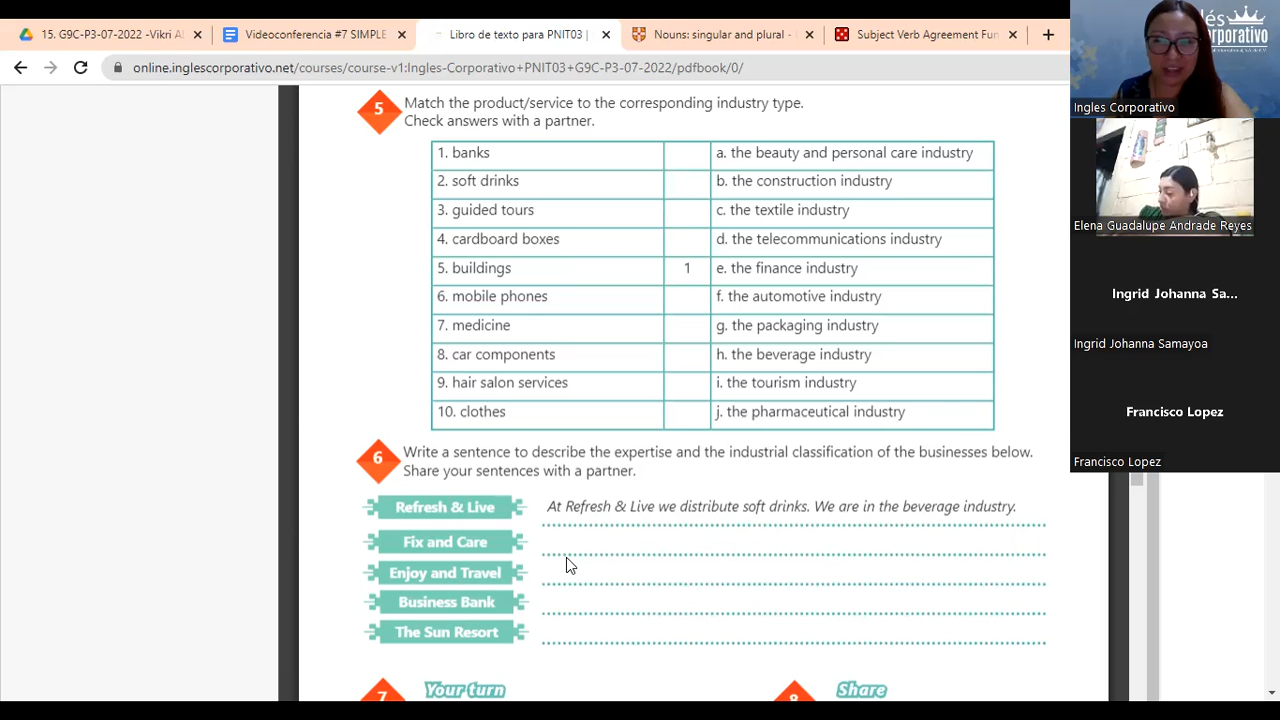 15. G9C-P3-07-2022 -Vikri A
Videoconferencia #7 SIMPLE
Libro de texto para PNIT03 |
Nouns: singular and plural -
Subject Verb Agreement Fun
online.inglescorporativo.net/courses/course-v1:Ingles-Corporativo+PNIT03+G9C-P3-07-2022/pdfbook/0/
5
Match the product/service to the corresponding industry type.
Check answers with a partner.
1. banks a. the beauty and personal care industry
2. soft drinks b. the construction industry
3. guided tours c. the textile industry
4. cardboard boxes d. the telecommunications industry
5. buildings 1 e. the finance industry
6. mobile phones f. the automotive industry
7. medicine g. the packaging industry
8. car components h. the beverage industry
9. hair salon services i. the tourism industry
10. clothes j. the pharmaceutical industry
6
Write a sentence to describe the expertise and the industrial classification of the businesses below.
Share your sentences with a partner.
Refresh & Live At Refresh & Live we distribute soft drinks. We are in the beverage industry.
Fix and Care
Enjoy and Travel
Business Bank
The Sun Resort
7 Your turn
8 Share
és
orporativo
Ingles Corporativo
Elena Guadalupe Andrade Reyes
Ingrid Johanna Sa...
Ingrid Johanna Samayoa
Francisco Lopez
Francisco Lopez